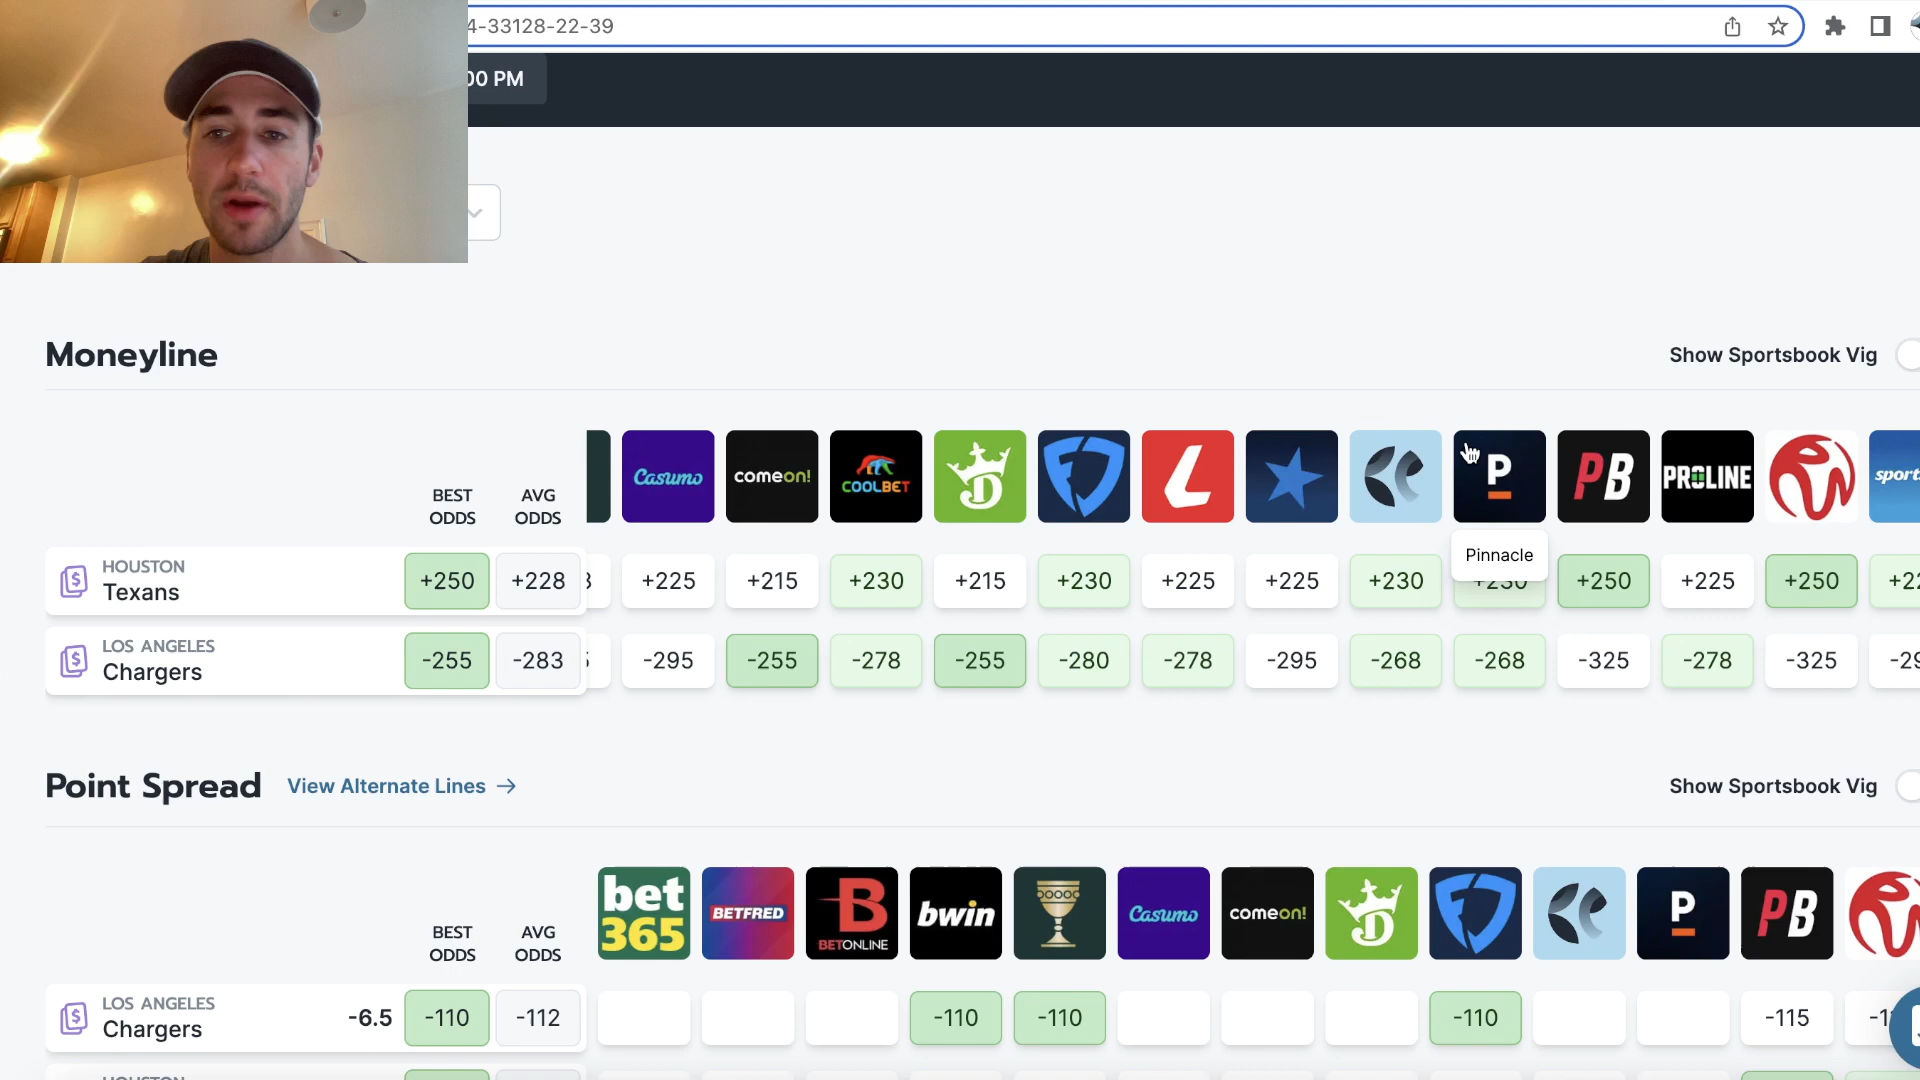 4-33128-22-39
00 PM
Moneyline
Show Sportsbook Vig
BEST ODDS
AVG ODDS
Casumo
comeon!
COOLBET
D
L
P
PB
PROLINE
sport
Pinnacle
HOUSTON
Texans
+250 +228 +225 +215 +230 +215 +230 +225 +225 +230 +250 +225 +250
LOS ANGELES
Chargers
-255 -283 -295 -255 -278 -255 -280 -278 -295 -268 -268 -325 -278 -325
Point Spread
View Alternate Lines →
Show Sportsbook Vig
BEST ODDS
AVG ODDS
bet365
BETFRED
B BETONLINE
bwin
Casumo
comeon!
D
P
PB
LOS ANGELES
Chargers
-6.5 -110 -112 -110 -110 -110 -115